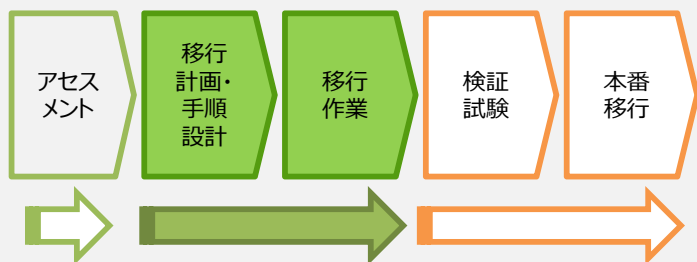 アセス
メント
移行
計画・
手順
設計
移行
作業
検証
試験
本番
移行